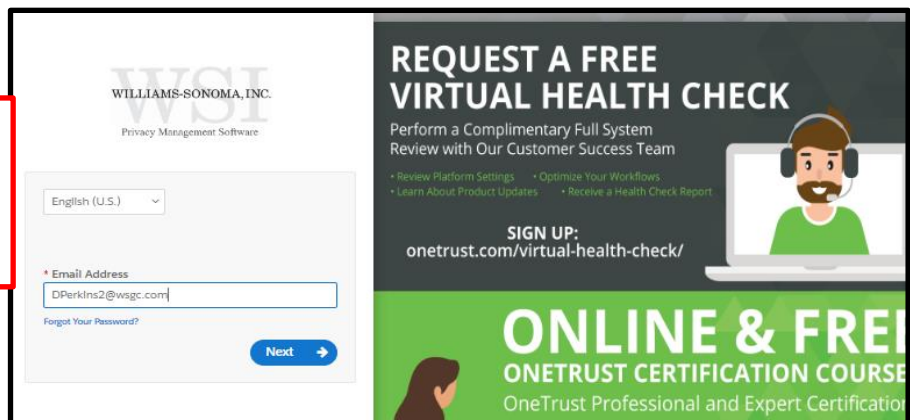 WSI
WILLIAMS-SONOMA, INC.
Privacy Management Software
English (U.S.)
* Email Address
DPerkins2@wsgc.com
Forgot Your Password?
Next →
REQUEST A FREE
VIRTUAL HEALTH CHECK
Perform a Complimentary Full System
Review with Our Customer Success Team
• Review Platform Settings • Optimize Your Workflows
• Learn About Product Updates • Receive a Health Check Report
SIGN UP:
onetrust.com/virtual-health-check/
ONLINE & FREE
ONETRUST CERTIFICATION COURSE
OneTrust Professional and Expert Certification